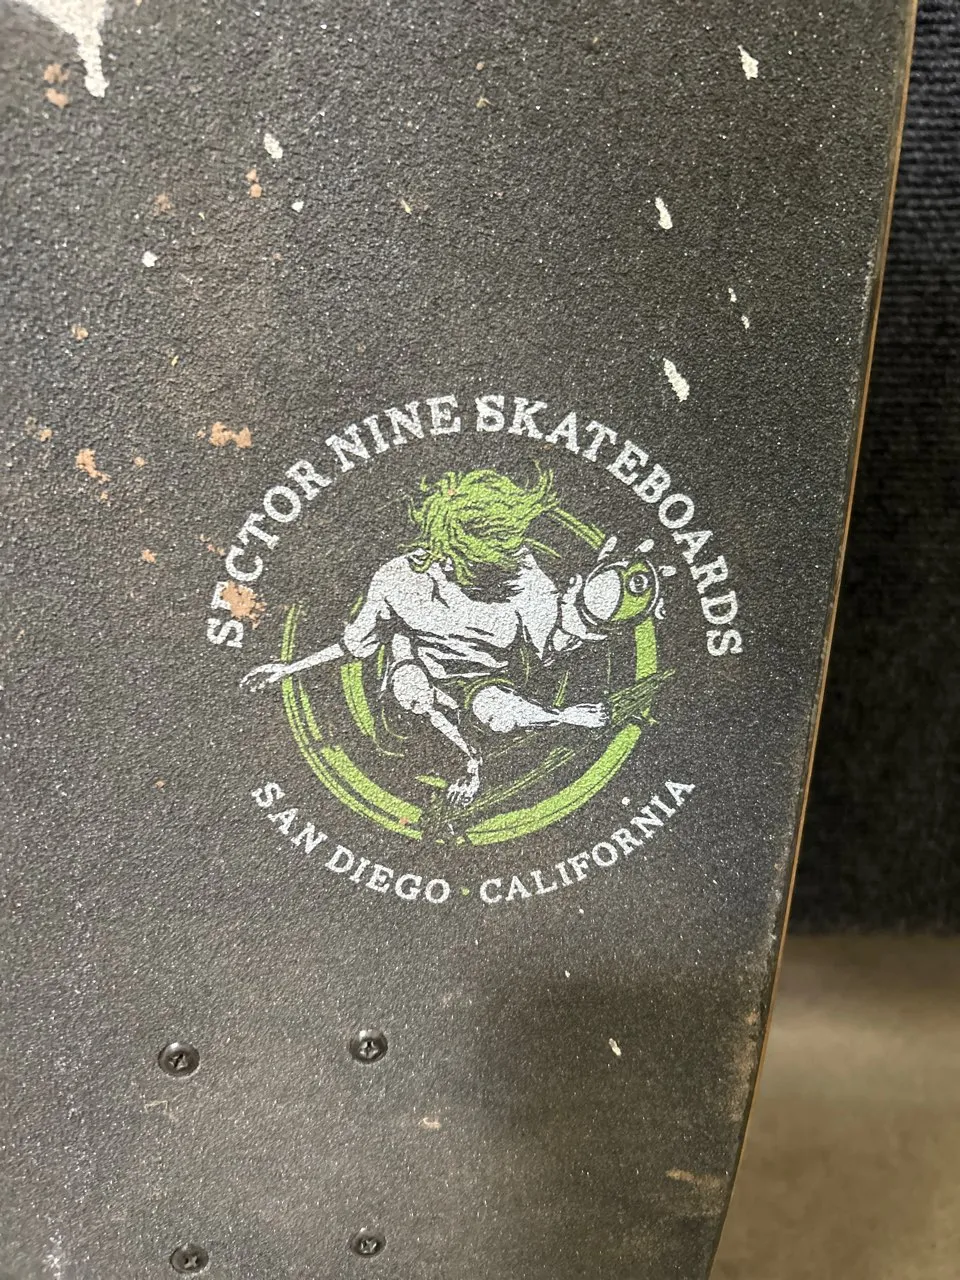 SECTOR NINE SKATEBOARDS
SAN DIEGO · CALIFORNIA